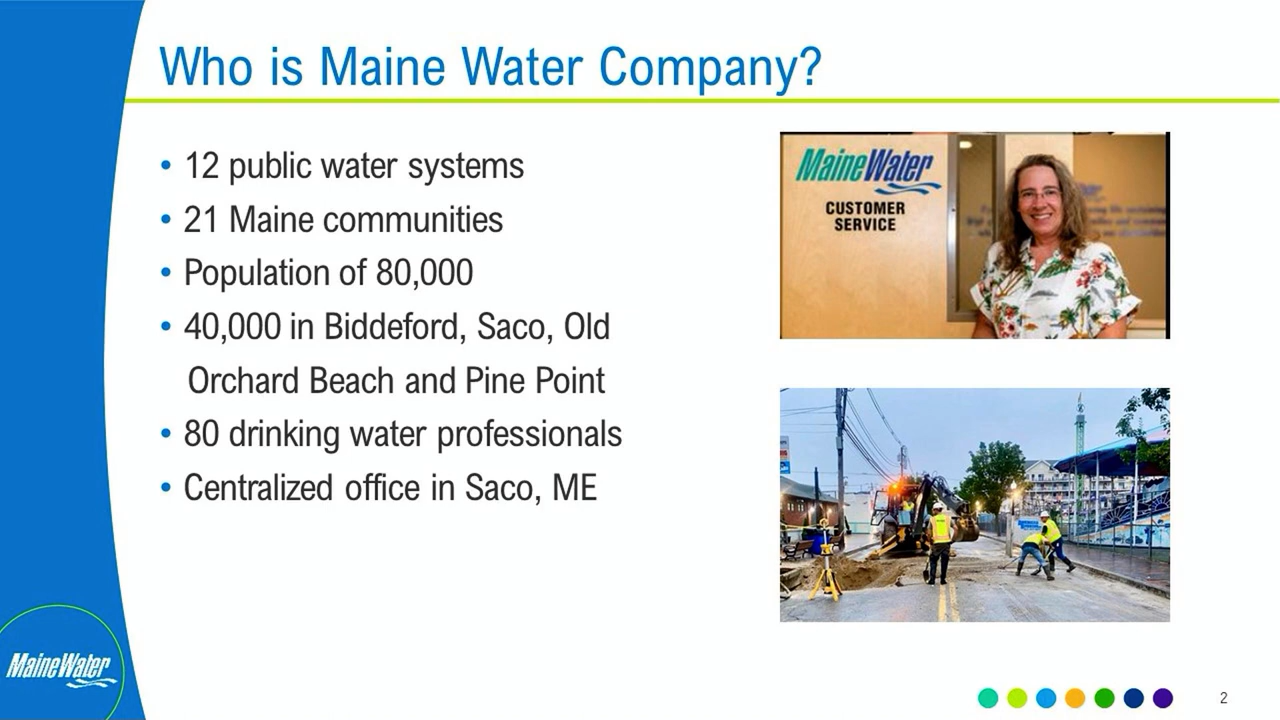 Who is Maine Water Company?
• 12 public water systems
• 21 Maine communities
• Population of 80,000
• 40,000 in Biddeford, Saco, Old
Orchard Beach and Pine Point
• 80 drinking water professionals
• Centralized office in Saco, ME
MaineWater
CUSTOMER
SERVICE
MaineWater
2